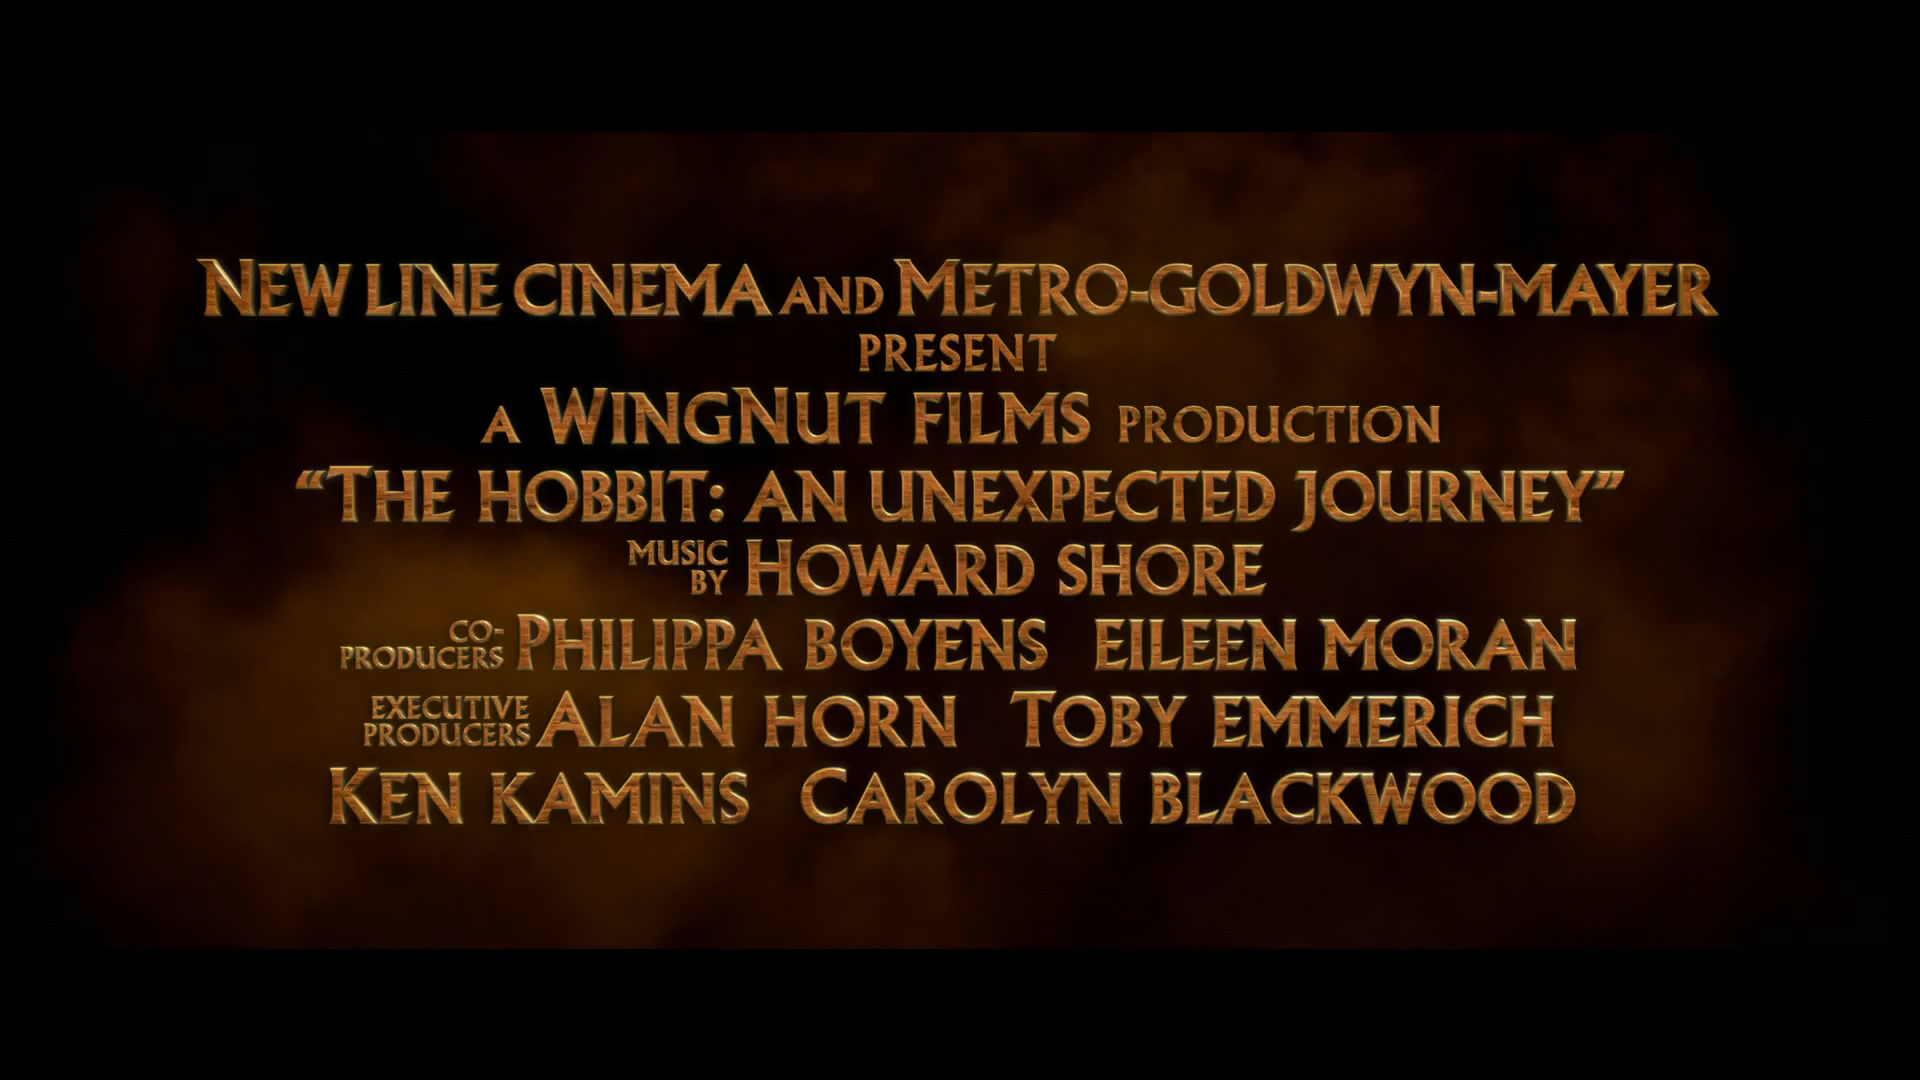 NEW LINE CINEMA AND METRO-GOLDWYN-MAYER
PRESENT
A WINGNUT FILMS PRODUCTION
“THE HOBBIT: AN UNEXPECTED JOURNEY”
MUSIC BY HOWARD SHORE
CO-PRODUCERS PHILIPPA BOYENS EILEEN MORAN
EXECUTIVE PRODUCERS ALAN HORN TOBY EMMERICH
KEN KAMINS CAROLYN BLACKWOOD